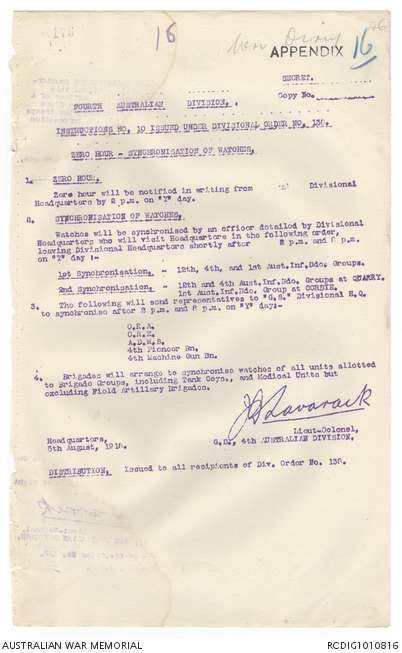 16
War Diary
APPENDIX 16
SECRET.
Copy No.
FOURTH AUSTRALIAN DIVISION.
INSTRUCTIONS NO. 10 ISSUED UNDER DIVISIONAL ORDER NO. 138.
ZERO HOUR - SYNCHRONISATION OF WATCHES.
1. ZERO HOUR.
Zero hour will be notified in writing from Divisional
Headquarters by 2 p.m. on "Y" day.
2. SYNCHRONISATION OF WATCHES.
Watches will be synchronised by an officer detailed by Divisional
Headquarters who will visit Headquarters in the following order,
leaving Divisional Headquarters shortly after 2 p.m. and 6 p.m.
on "Y" day :-
1st Synchronisation. - 12th, 4th, and 1st Aust.Inf.Bde. Groups.
2nd Synchronisation. - 12th and 4th Aust.Inf.Bde. Groups at QUARRY.
1st Aust.Inf.Bde. Group at CORBIE.
3. The following will send representatives to "G.S." Divisional H.Q.
to synchronise after 2 p.m. and 6 p.m. on "Y" day:-
C.R.A.
C.R.E.
A.D.M.S.
4th Pioneer Bn.
4th Machine Gun Bn.
4. Brigades will arrange to synchronise watches of all units allotted
to Brigade Groups, including Tank Coys., and Medical Units but
excluding Field Artillery Brigades.
J D Lavarack
Lieut-Colonel,
Headquarters, G.S., 4th AUSTRALIAN DIVISION,
5th August, 1918.
DISTRIBUTION. Issued to all recipients of Div. Order No. 138.
AUSTRALIAN WAR MEMORIAL RCDIG1010816